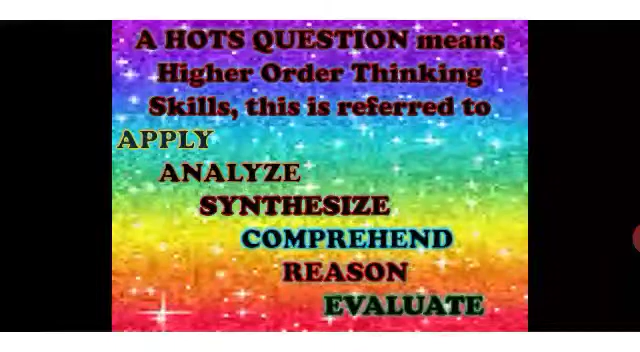 A HOTS QUESTION means
Higher Order Thinking
Skills, this is referred to
APPLY
ANALYZE
SYNTHESIZE
COMPREHEND
REASON
EVALUATE